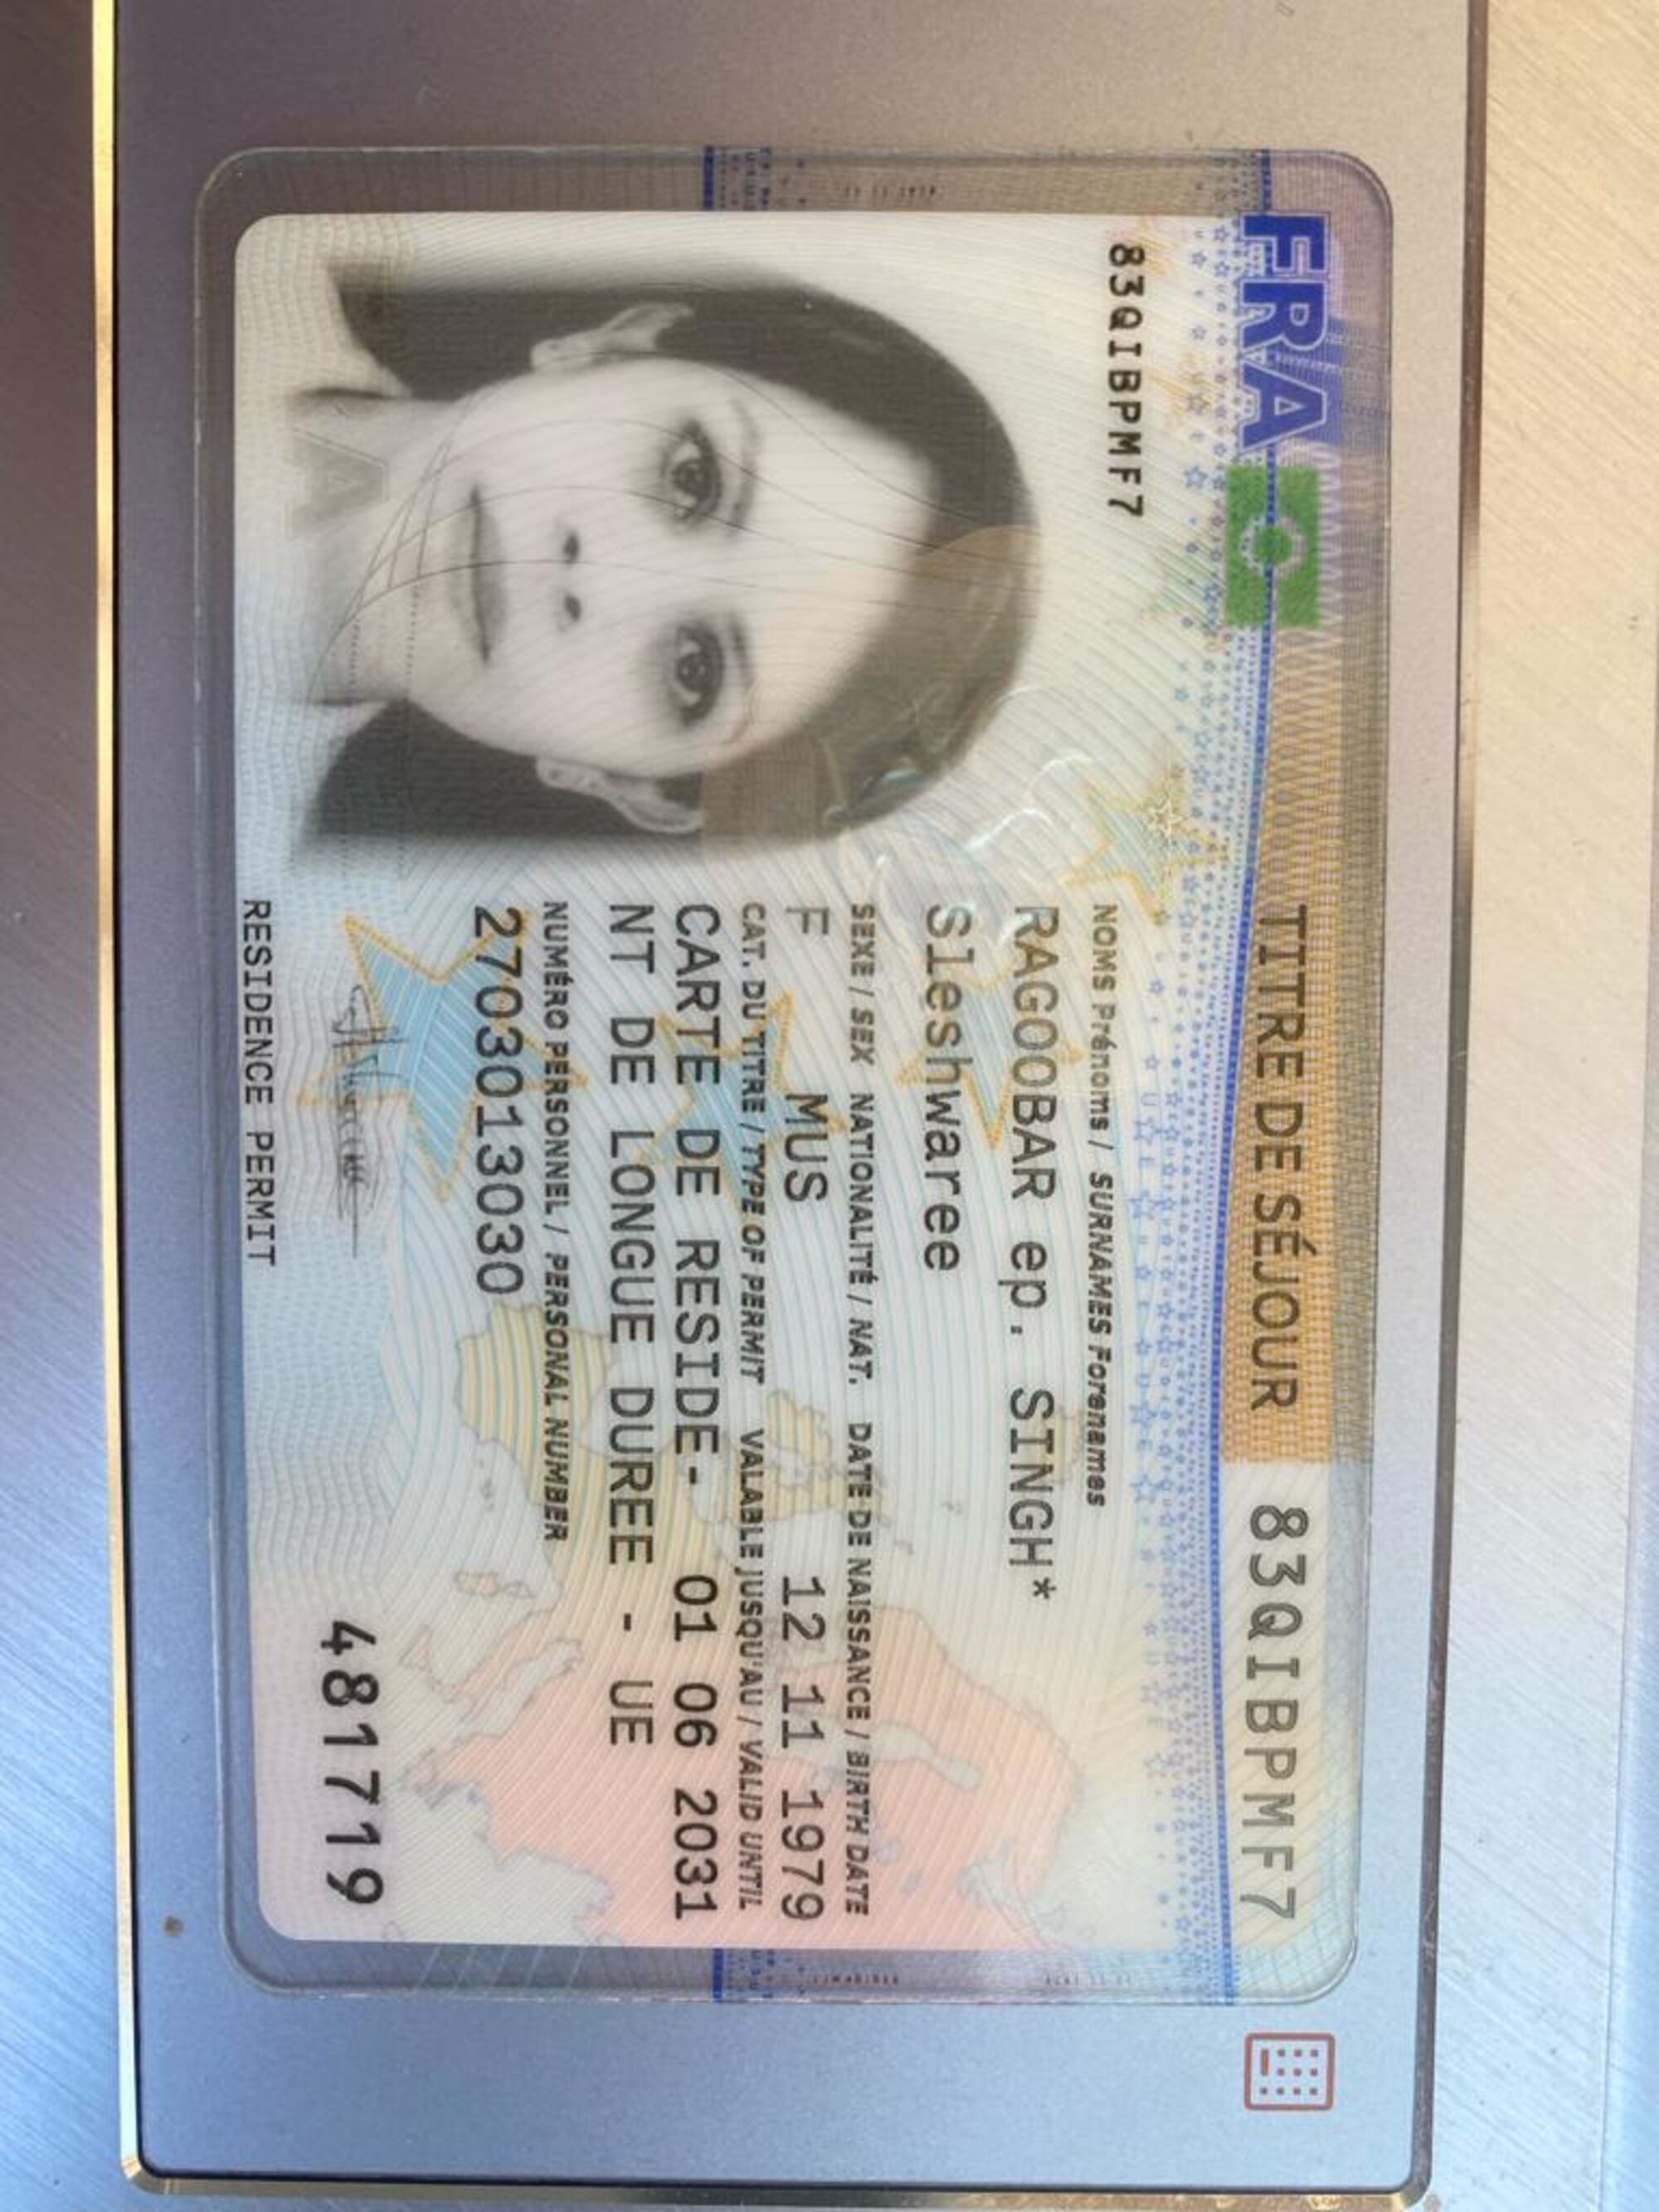 FRA TITRE DE SÉJOUR 83QIBPMF7
83QIBPMF7
NOMS Prénoms / SURNAMES Forenames
RAGOOBAR ep. SINGH*
Sleshwaree
SEXE / SEX NATIONALITÉ / NAT. DATE DE NAISSANCE / BIRTH DATE
F MUS 12 11 1979
CAT. DU TITRE / TYPE OF PERMIT VALABLE JUSQU'AU / VALID UNTIL
CARTE DE RESIDE- 01 06 2031
NT DE LONGUE DUREE - UE
NUMÉRO PERSONNEL / PERSONAL NUMBER
2703013030
481719
RESIDENCE PERMIT